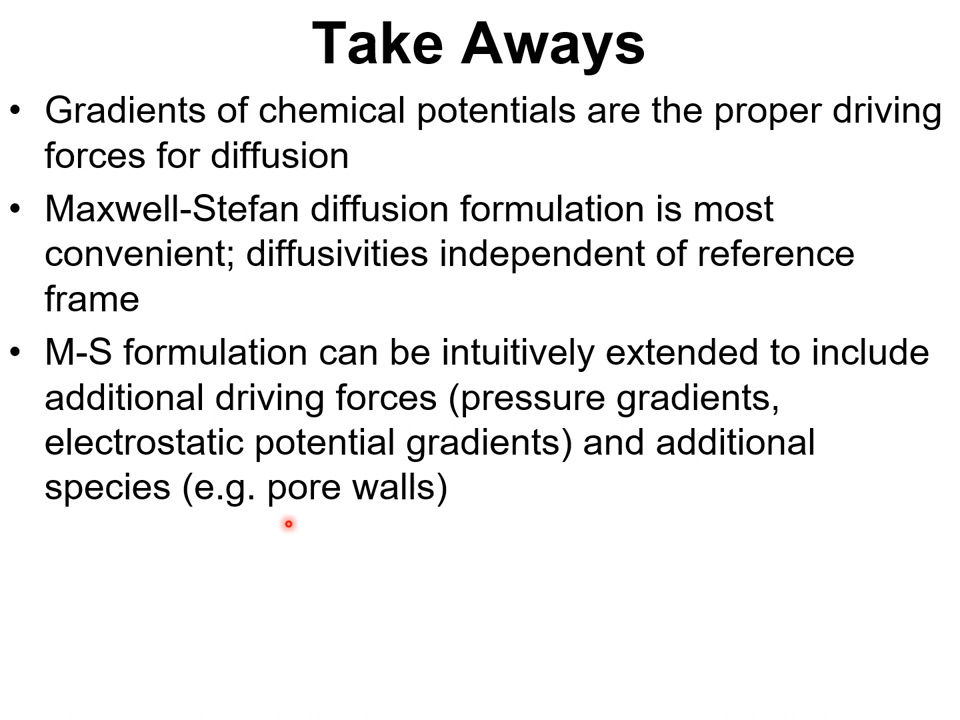 Take Aways
• Gradients of chemical potentials are the proper driving
forces for diffusion
• Maxwell-Stefan diffusion formulation is most
convenient; diffusivities independent of reference
frame
• M-S formulation can be intuitively extended to include
additional driving forces (pressure gradients,
electrostatic potential gradients) and additional
species (e.g. pore walls)